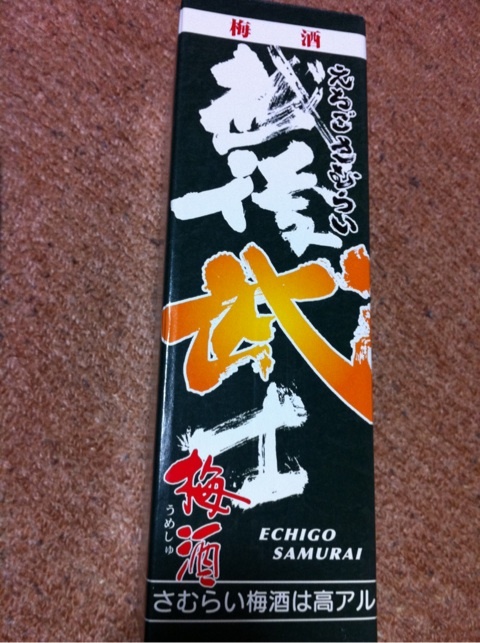 梅酒
越後武士
えちごさむらい
梅酒
うめしゅ
ECHIGO
SAMURAI
さむらい梅酒は高アル